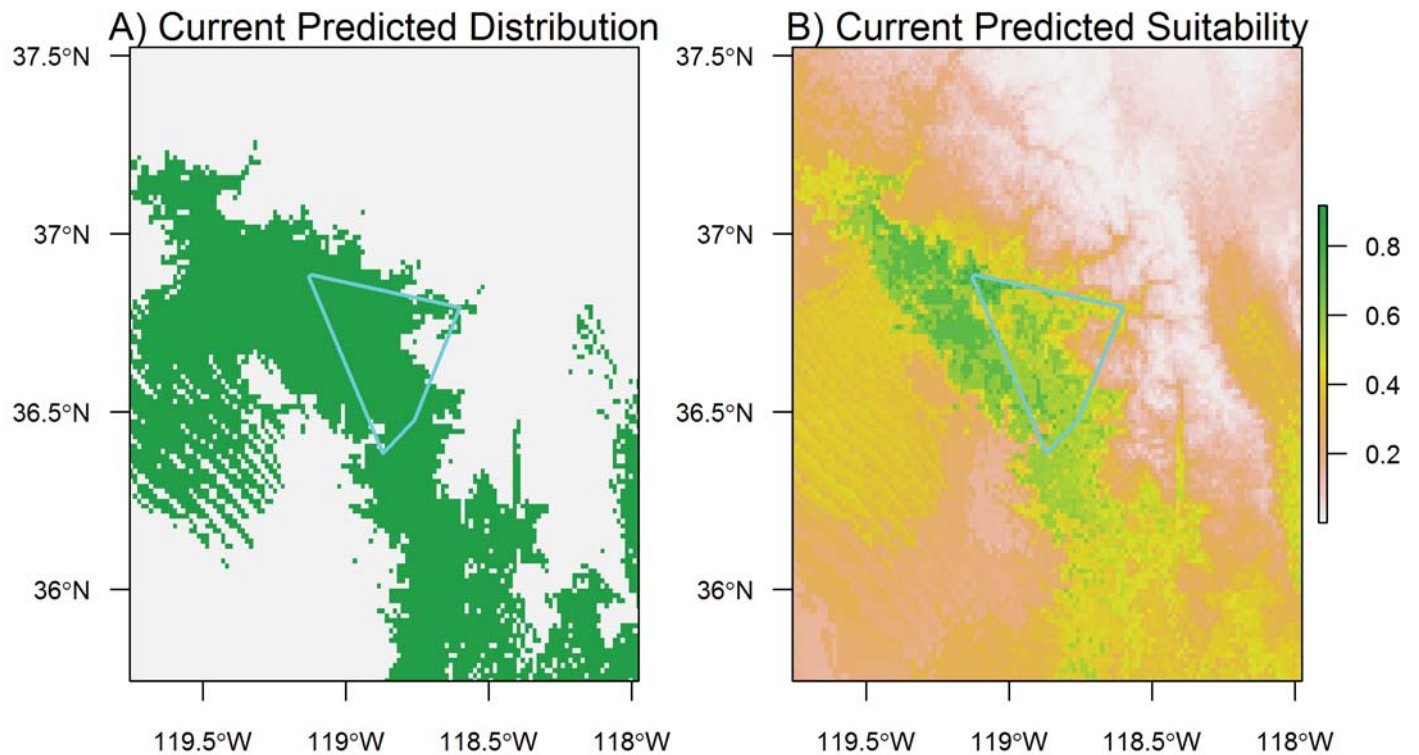 A) Current Predicted Distribution
B) Current Predicted Suitability
37.5°N
37°N
36.5°N
36°N
119.5°W
119°W
118.5°W
118°W
37.5°N
37°N
36.5°N
36°N
119.5°W
119°W
118.5°W
118°W
0.8
0.6
0.4
0.2